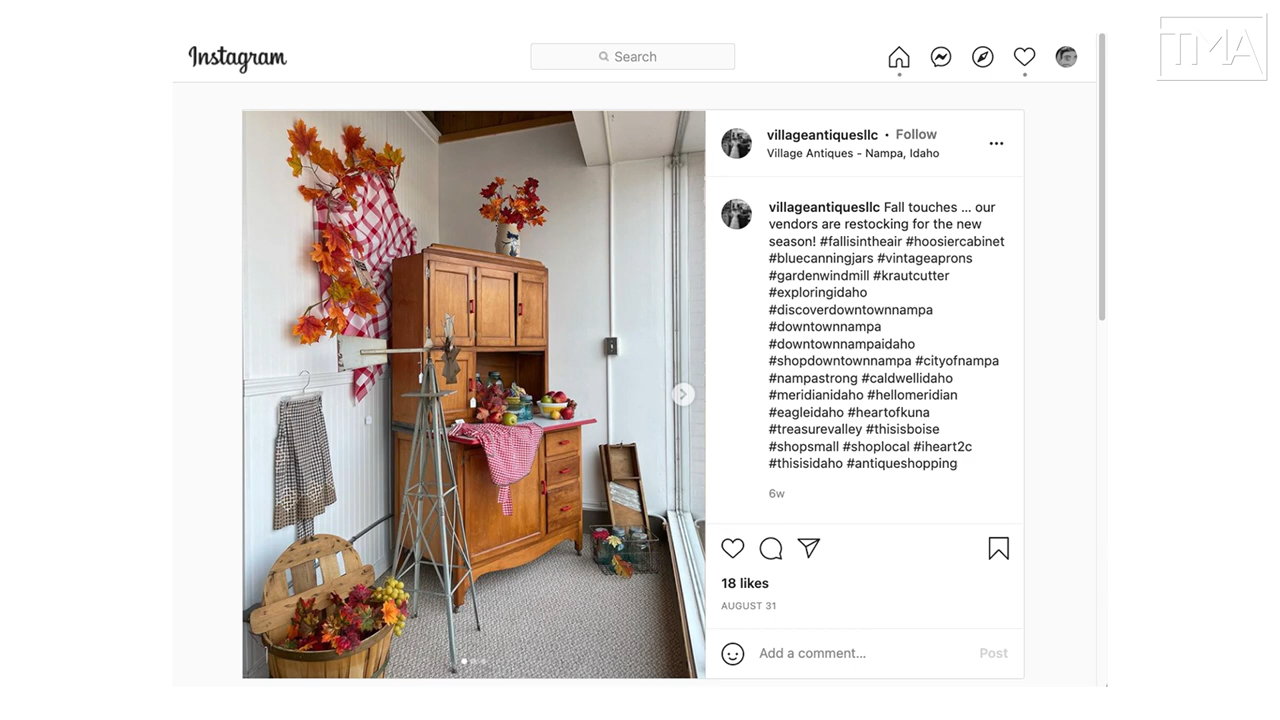 TMA
Instagram
Search
villageantiquesllc • Follow
Village Antiques - Nampa, Idaho
villageantiquesllc Fall touches ... our
vendors are restocking for the new
season! #fallisintheair #hoosiercabinet
#bluecanningjars #vintageaprons
#gardenwindmill #krautcutter
#exploringidaho
#discoverdowntownnampa
#downtownnampa
#downtownnampaidaho
#shopdowntownnampa #cityofnampa
#nampastrong #caldwellidaho
#meridianidaho #hellomeridian
#eagleidaho #heartofkuna
#treasurevalley #thisisboise
#shopsmall #shoplocal #iheart2c
#thisisidaho #antiqueshopping
6w
18 likes
AUGUST 31
Add a comment...
Post